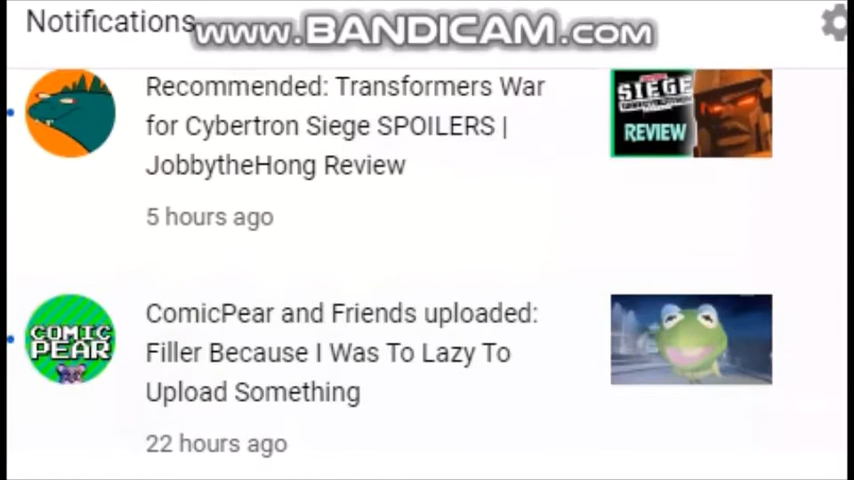 Notifications
www.BANDICAM.com
Recommended: Transformers War
for Cybertron Siege SPOILERS |
JobbytheHong Review
5 hours ago
SIEGE
REVIEW
ComicPear and Friends uploaded:
Filler Because I Was To Lazy To
Upload Something
22 hours ago
COMIC
PEAR